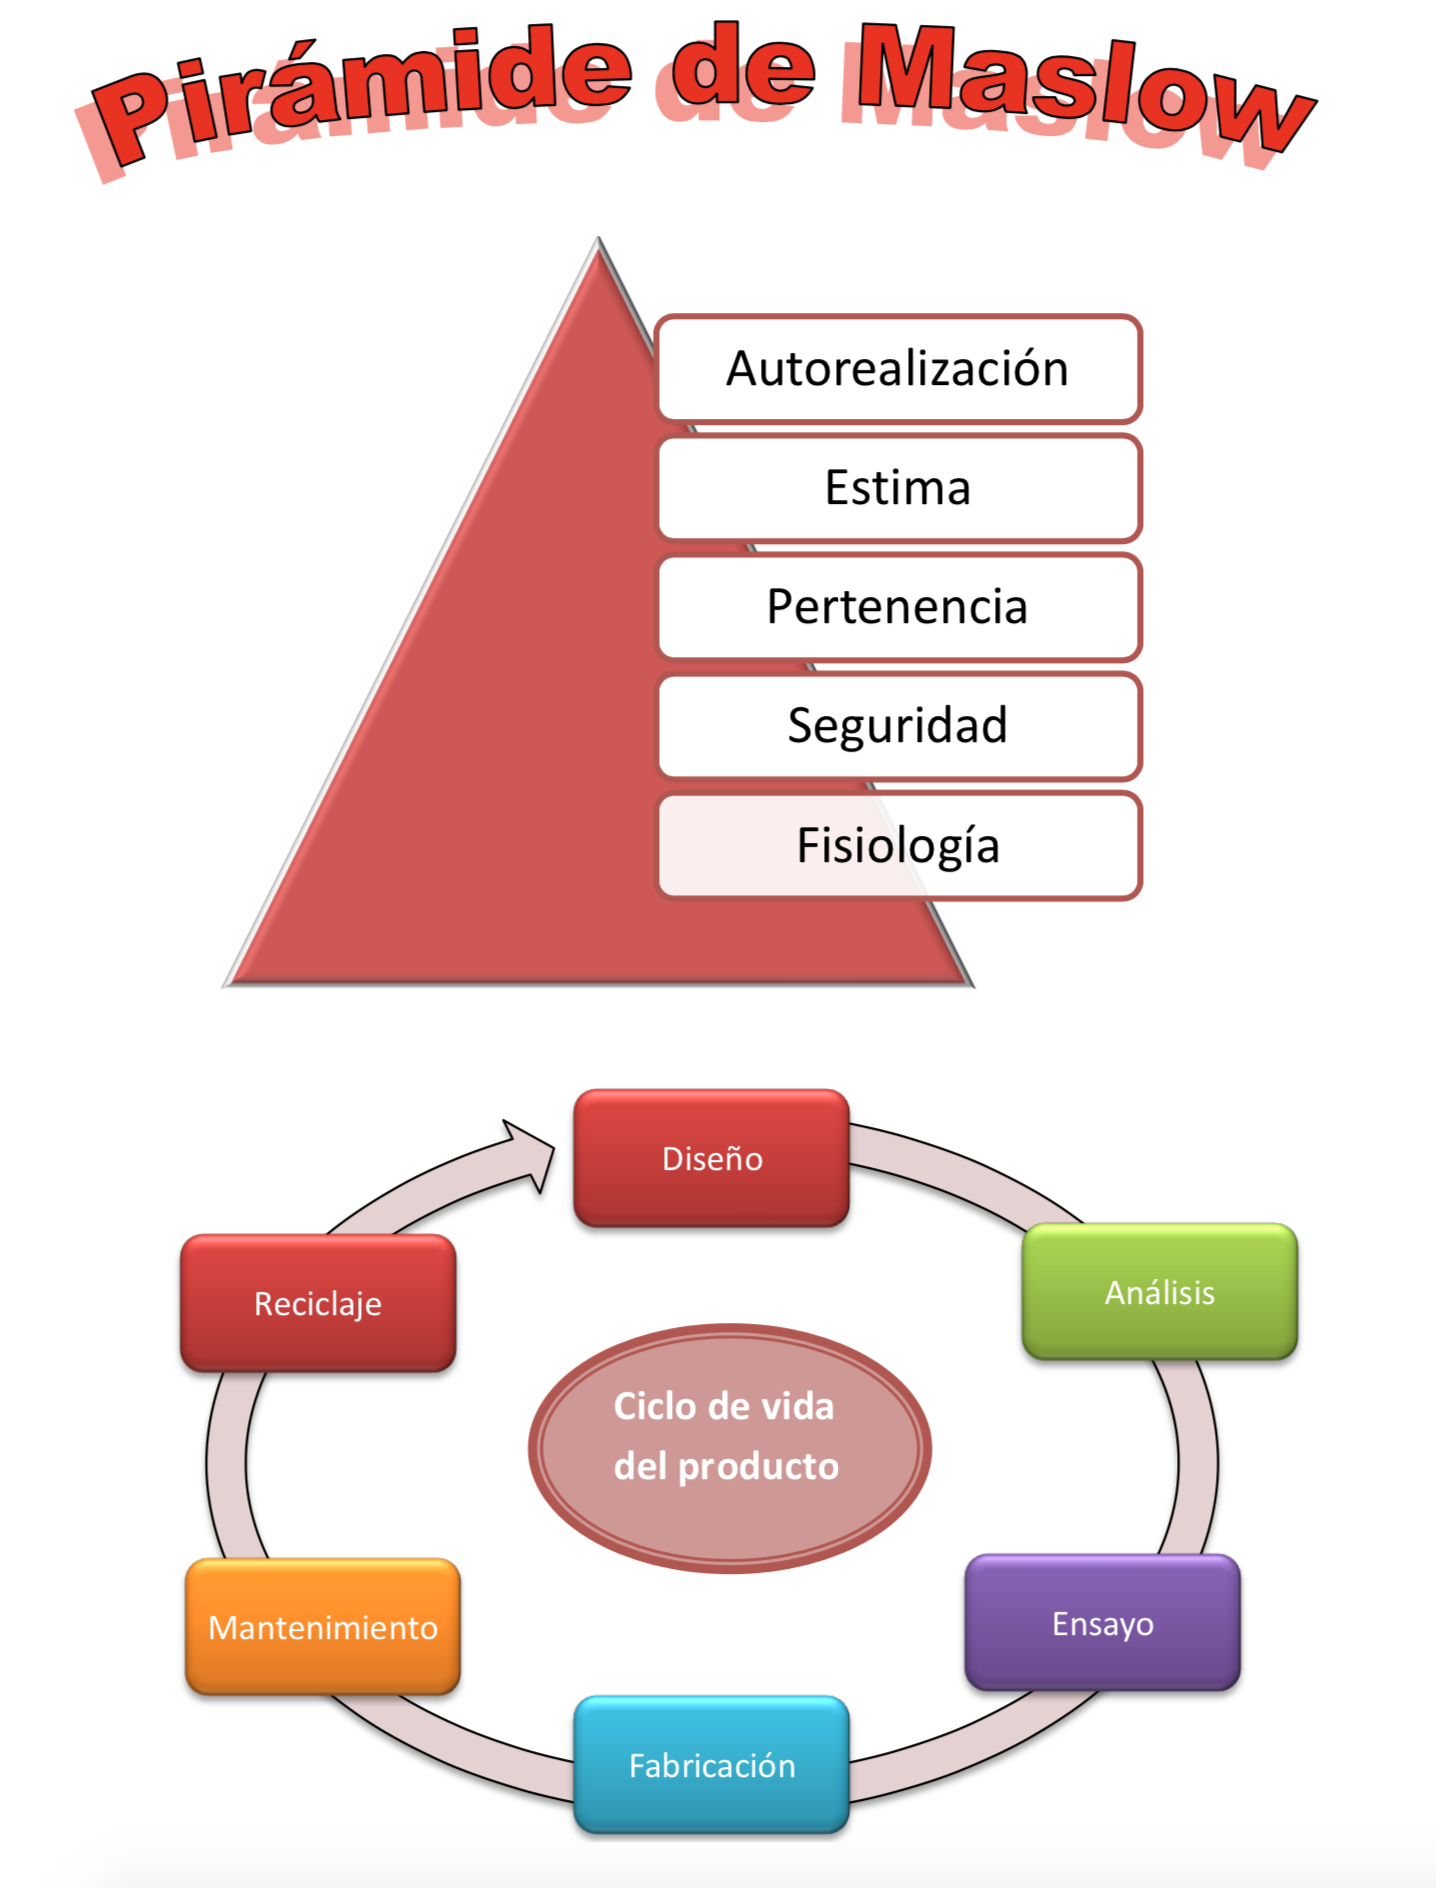 Pirámide de Maslow
Autorealización
Estima
Pertenencia
Seguridad
Fisiología
Diseño
Análisis
Reciclaje
Ciclo de vida
del producto
Ensayo
Mantenimiento
Fabricación